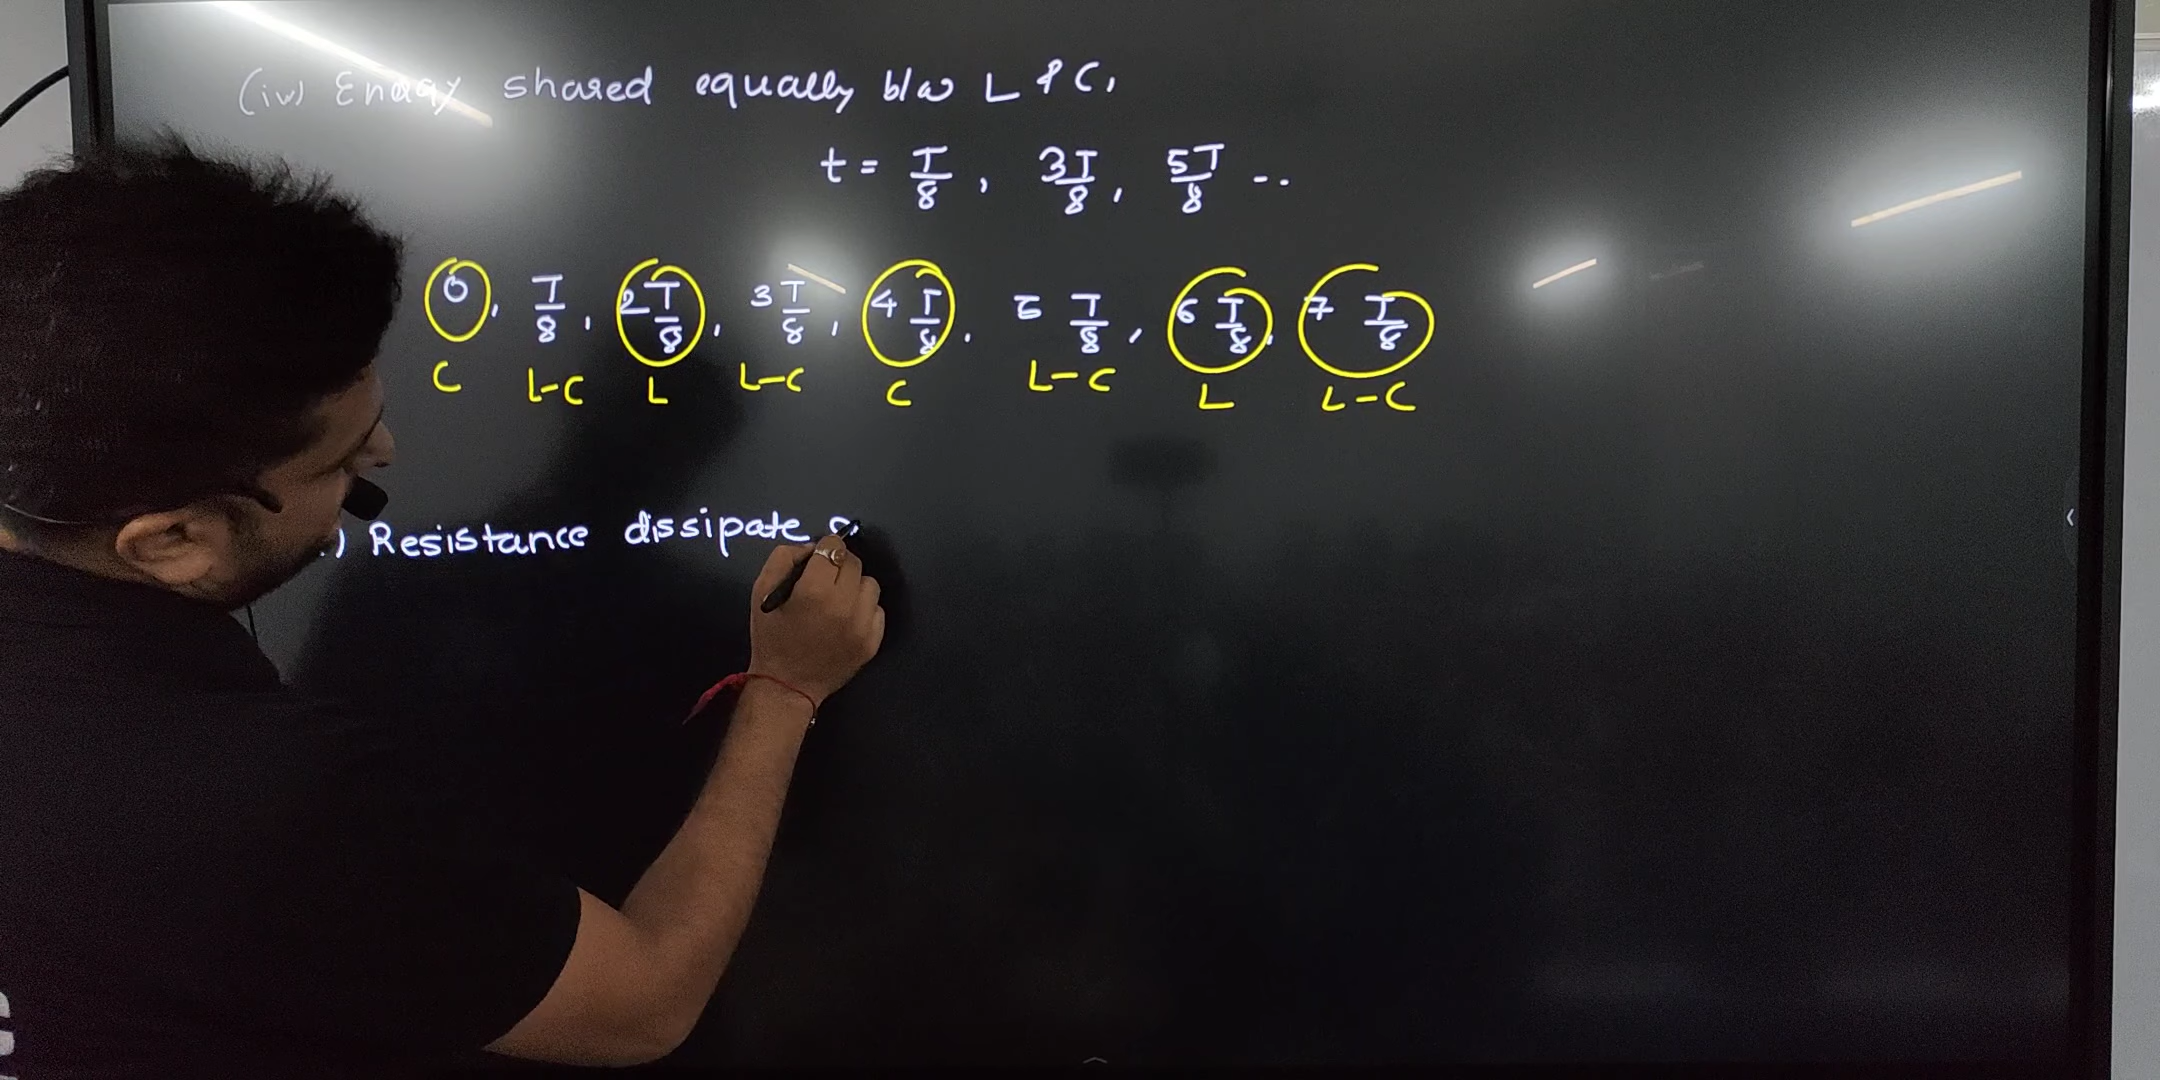 (iv) Energy shared equally b/w L & C,
t = T/8, 3T/8, 5T/8 --
0, T/8, 2T/8, 3T/8, 4T/8, 5T/8, 6T/8, 7T/8
C L-C L L-C C L-C L L-C
.) Resistance dissipate